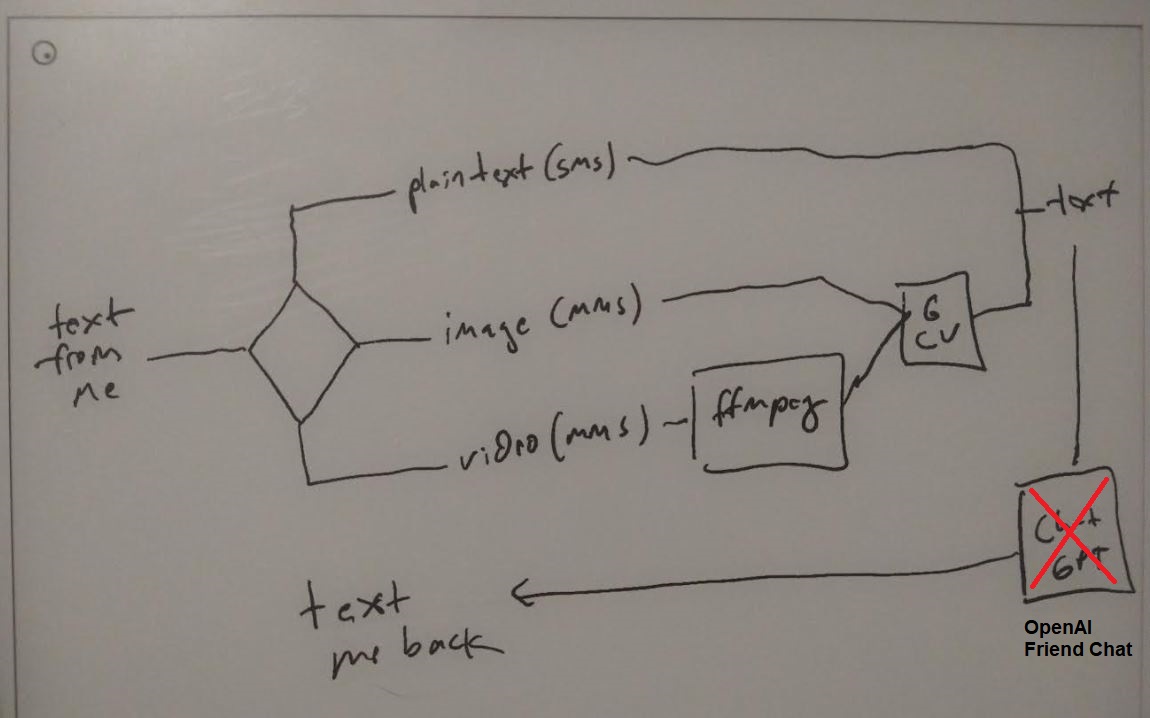 plaintext (sms)
text
text
from
me
image (mms)
G
CV
video (mms)
ffmpeg
Chat
GPT
text
me back
OpenAI
Friend Chat